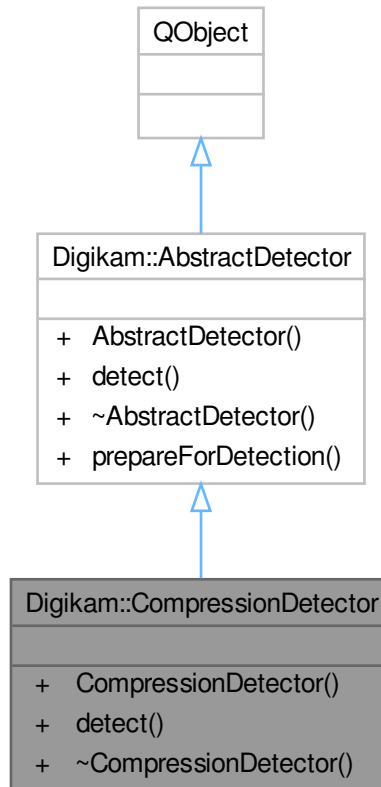 QObject
Digikam::AbstractDetector
+ AbstractDetector()
+ detect()
+ ~AbstractDetector()
+ prepareForDetection()
Digikam::CompressionDetector
+ CompressionDetector()
+ detect()
+ ~CompressionDetector()